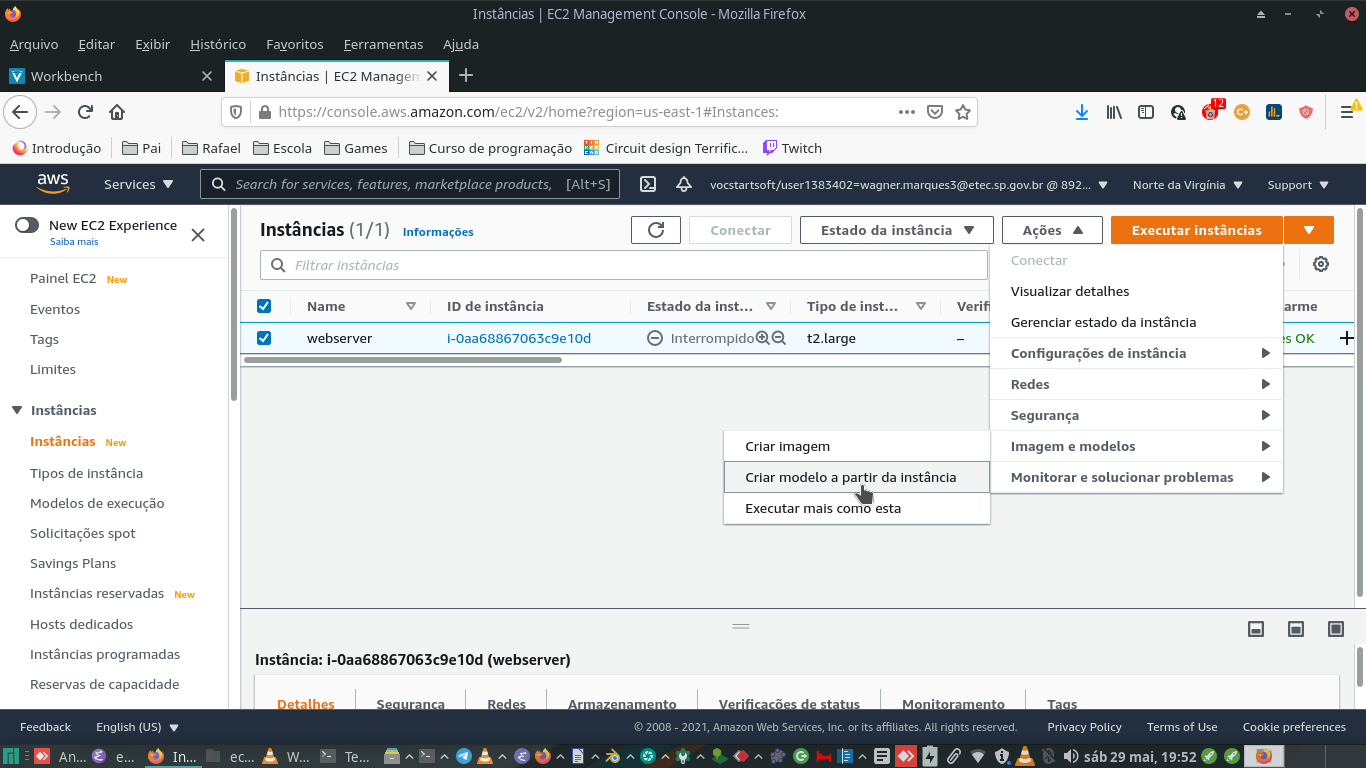 Instâncias | EC2 Management Console - Mozilla Firefox
Arquivo Editar Exibir Histórico Favoritos Ferramentas Ajuda
Workbench
Instâncias | EC2 Managem
https://console.aws.amazon.com/ec2/v2/home?region=us-east-1#Instances:
12
Introdução Pai Rafael Escola Games Curso de programação Circuit design Terrific... Twitch
aws Services Search for services, features, marketplace products, [Alt+S] vocstartsoft/user1383402=wagner.marques3@etec.sp.gov.br @ 892... Norte da Virgínia Support
New EC2 Experience
Saiba mais
Painel EC2 New
Eventos
Tags
Limites
Instâncias
Instâncias New
Tipos de instância
Modelos de execução
Solicitações spot
Savings Plans
Instâncias reservadas New
Hosts dedicados
Instâncias programadas
Reservas de capacidade
Instâncias (1/1) Informações Conectar Estado da instância Ações Executar instâncias
Filtrar instâncias
Name ID de instância Estado da inst... Tipo de inst... Verifi arme
webserver i-0aa68867063c9e10d Interrompido t2.large – es OK
Conectar
Visualizar detalhes
Gerenciar estado da instância
Configurações de instância
Redes
Segurança
Imagem e modelos
Monitorar e solucionar problemas
Criar imagem
Criar modelo a partir da instância
Executar mais como esta
Instância: i-0aa68867063c9e10d (webserver)
Detalhes Segurança Redes Armazenamento Verificações de status Monitoramento Tags
Feedback English (US) © 2008 - 2021, Amazon Web Services, Inc. or its affiliates. All rights reserved. Privacy Policy Terms of Use Cookie preferences
An... e... In... ec... W... Te... sáb 29 mai, 19:52